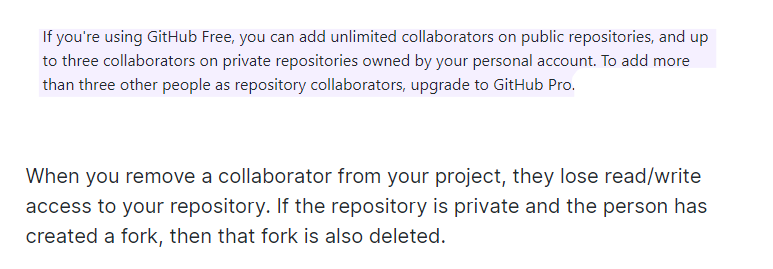 If you're using GitHub Free, you can add unlimited collaborators on public repositories, and up
to three collaborators on private repositories owned by your personal account. To add more
than three other people as repository collaborators, upgrade to GitHub Pro.
When you remove a collaborator from your project, they lose read/write
access to your repository. If the repository is private and the person has
created a fork, then that fork is also deleted.